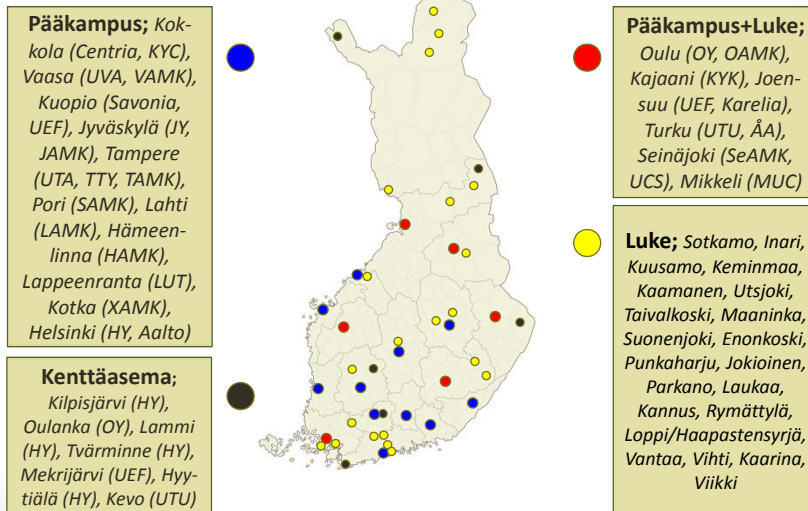 Pääkampus; Kok-
kola (Centria, KYC),
Vaasa (UVA, VAMK),
Kuopio (Savonia,
UEF), Jyväskylä (JY,
JAMK), Tampere
(UTA, TTY, TAMK),
Pori (SAMK), Lahti
(LAMK), Hämeen-
linna (HAMK),
Lappeenranta (LUT),
Kotka (XAMK),
Helsinki (HY, Aalto)
Kenttäasema;
Kilpisjärvi (HY),
Oulanka (OY), Lammi
(HY), Tvärminne (HY),
Mekrijärvi (UEF), Hyy-
tiälä (HY), Kevo (UTU)
Pääkampus+Luke;
Oulu (OY, OAMK),
Kajaani (KYK), Joen-
suu (UEF, Karelia),
Turku (UTU, ÅA),
Seinäjoki (SeAMK,
UCS), Mikkeli (MUC)
Luke; Sotkamo, Inari,
Kuusamo, Keminmaa,
Kaamanen, Utsjoki,
Taivalkoski, Maaninka,
Suonenjoki, Enonkoski,
Punkaharju, Jokioinen,
Parkano, Laukaa,
Kannus, Rymättylä,
Loppi/Haapastensyrjä,
Vantaa, Vihti, Kaarina,
Viikki